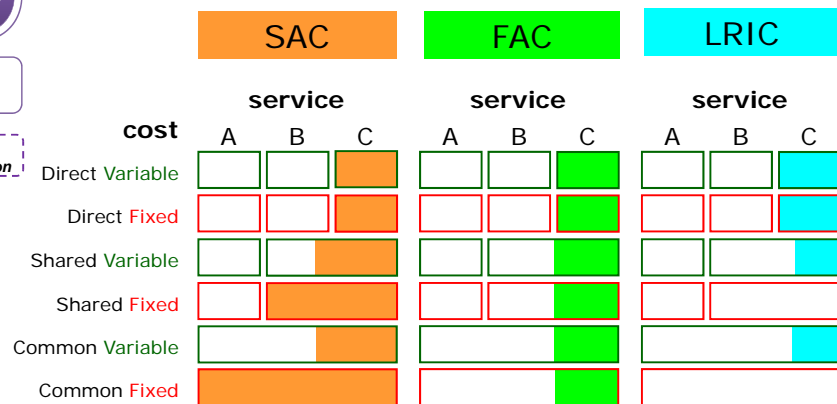 SAC FAC LRIC
service service service
cost A B C A B C A B C
on
Direct Variable
Direct Fixed
Shared Variable
Shared Fixed
Common Variable
Common Fixed